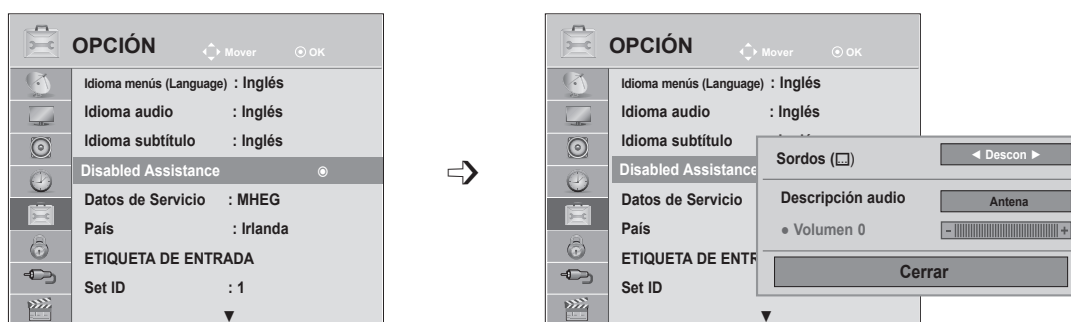 OPCIÓN Mover OK
Idioma menús (Language) : Inglés
Idioma audio : Inglés
Idioma subtítulo : Inglés
Disabled Assistance
Datos de Servicio : MHEG
País : Irlanda
ETIQUETA DE ENTRADA
Set ID : 1
▼
OPCIÓN Mover OK
Idioma menús (Language) : Inglés
Idioma audio : Inglés
Idioma subtítulo
Disabled Assistance
Datos de Servicio
País
ETIQUETA DE ENTR
Set ID
▼
Sordos ( ) ◄ Descon ►
Descripción audio Antena
● Volumen 0 - +
Cerrar